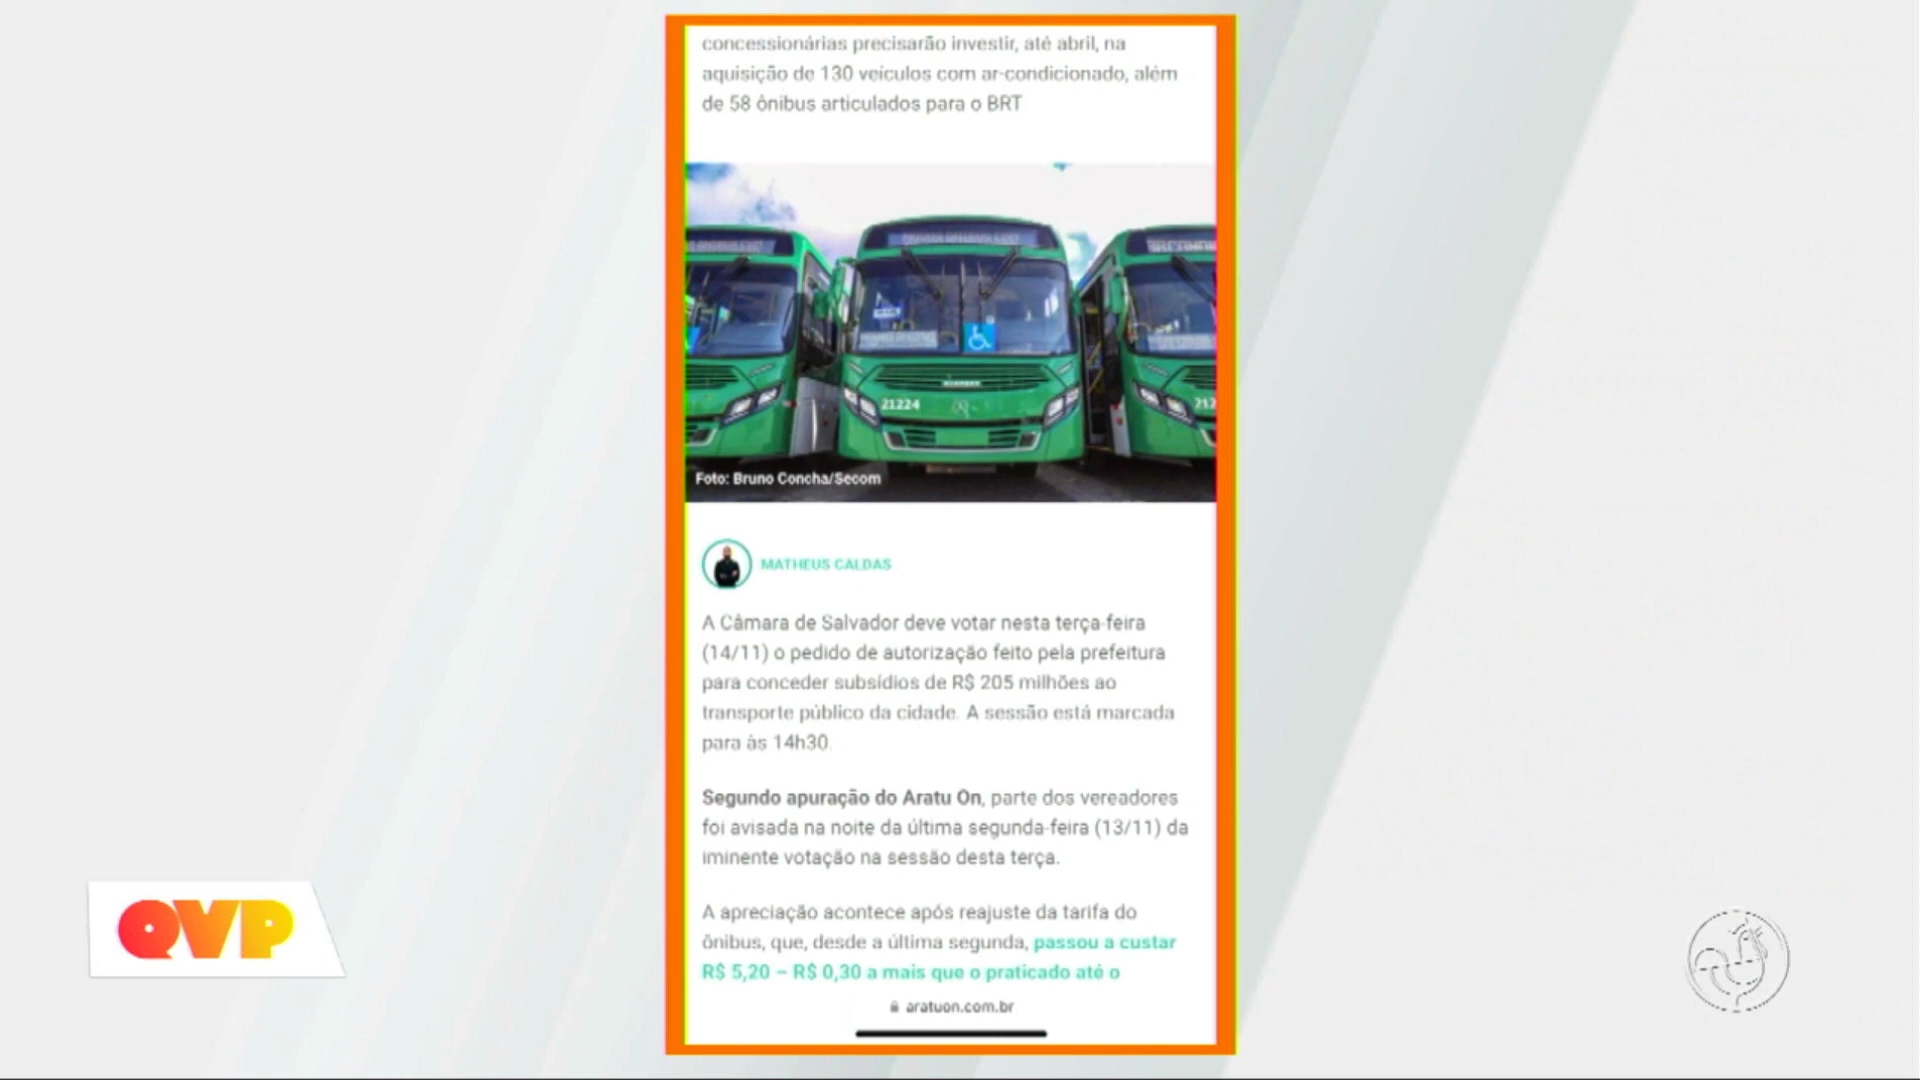 concessionárias precisarão investir, até abril, na
aquisição de 130 veículos com ar-condicionado, além
de 58 ônibus articulados para o BRT
21224
212
Foto: Bruno Concha/Secom
MATHEUS CALDAS
A Câmara de Salvador deve votar nesta terça-feira
(14/11) o pedido de autorização feito pela prefeitura
para conceder subsídios de R$ 205 milhões ao
transporte público da cidade. A sessão está marcada
para às 14h30.
Segundo apuração do Aratu On, parte dos vereadores
foi avisada na noite da última segunda-feira (13/11) da
iminente votação na sessão desta terça.
A apreciação acontece após reajuste da tarifa do
ônibus, que, desde a última segunda, passou a custar
R$ 5,20 – R$ 0,30 a mais que o praticado até o
aratuon.com.br
QVP